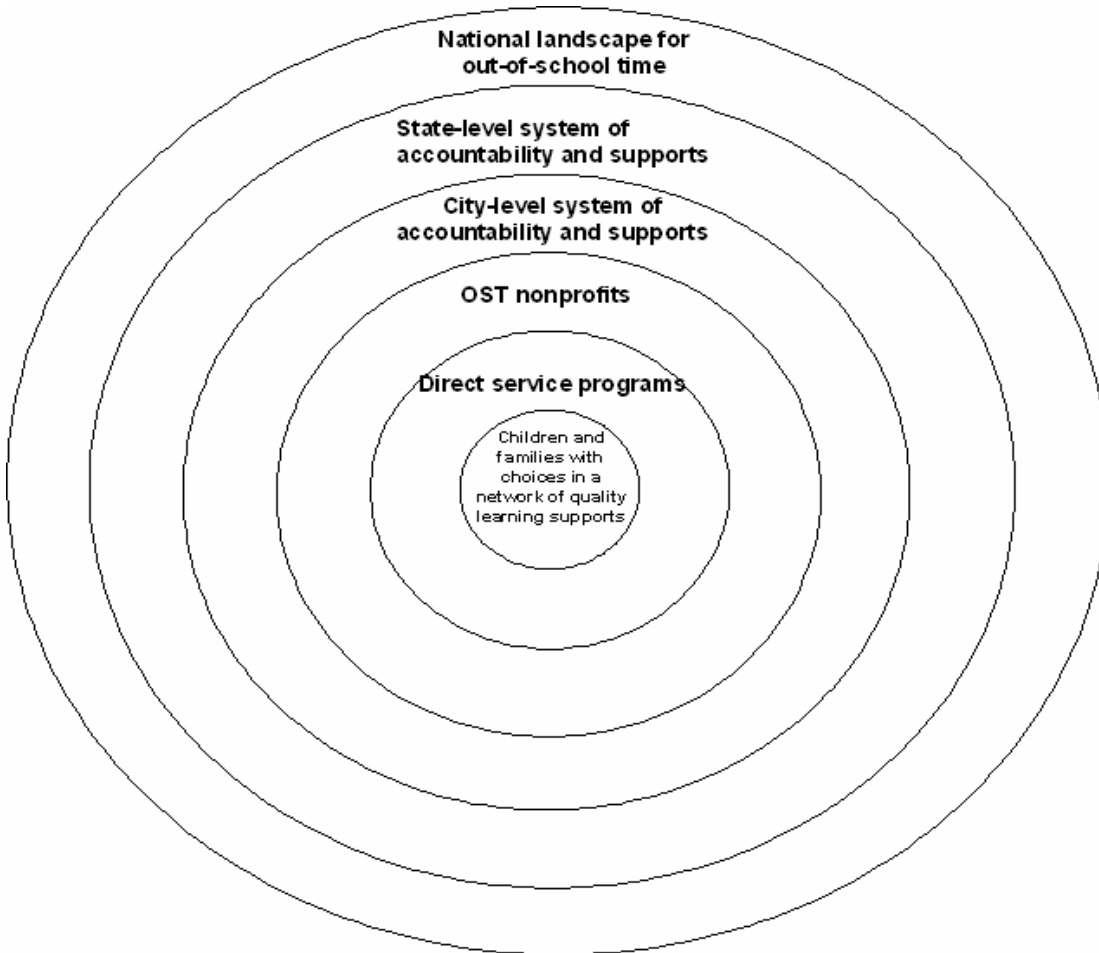 National landscape for
out-of-school time
State-level system of
accountability and supports
City-level system of
accountability and supports
OST nonprofits
Direct service programs
Children and
families with
choices in a
network of quality
learning supports